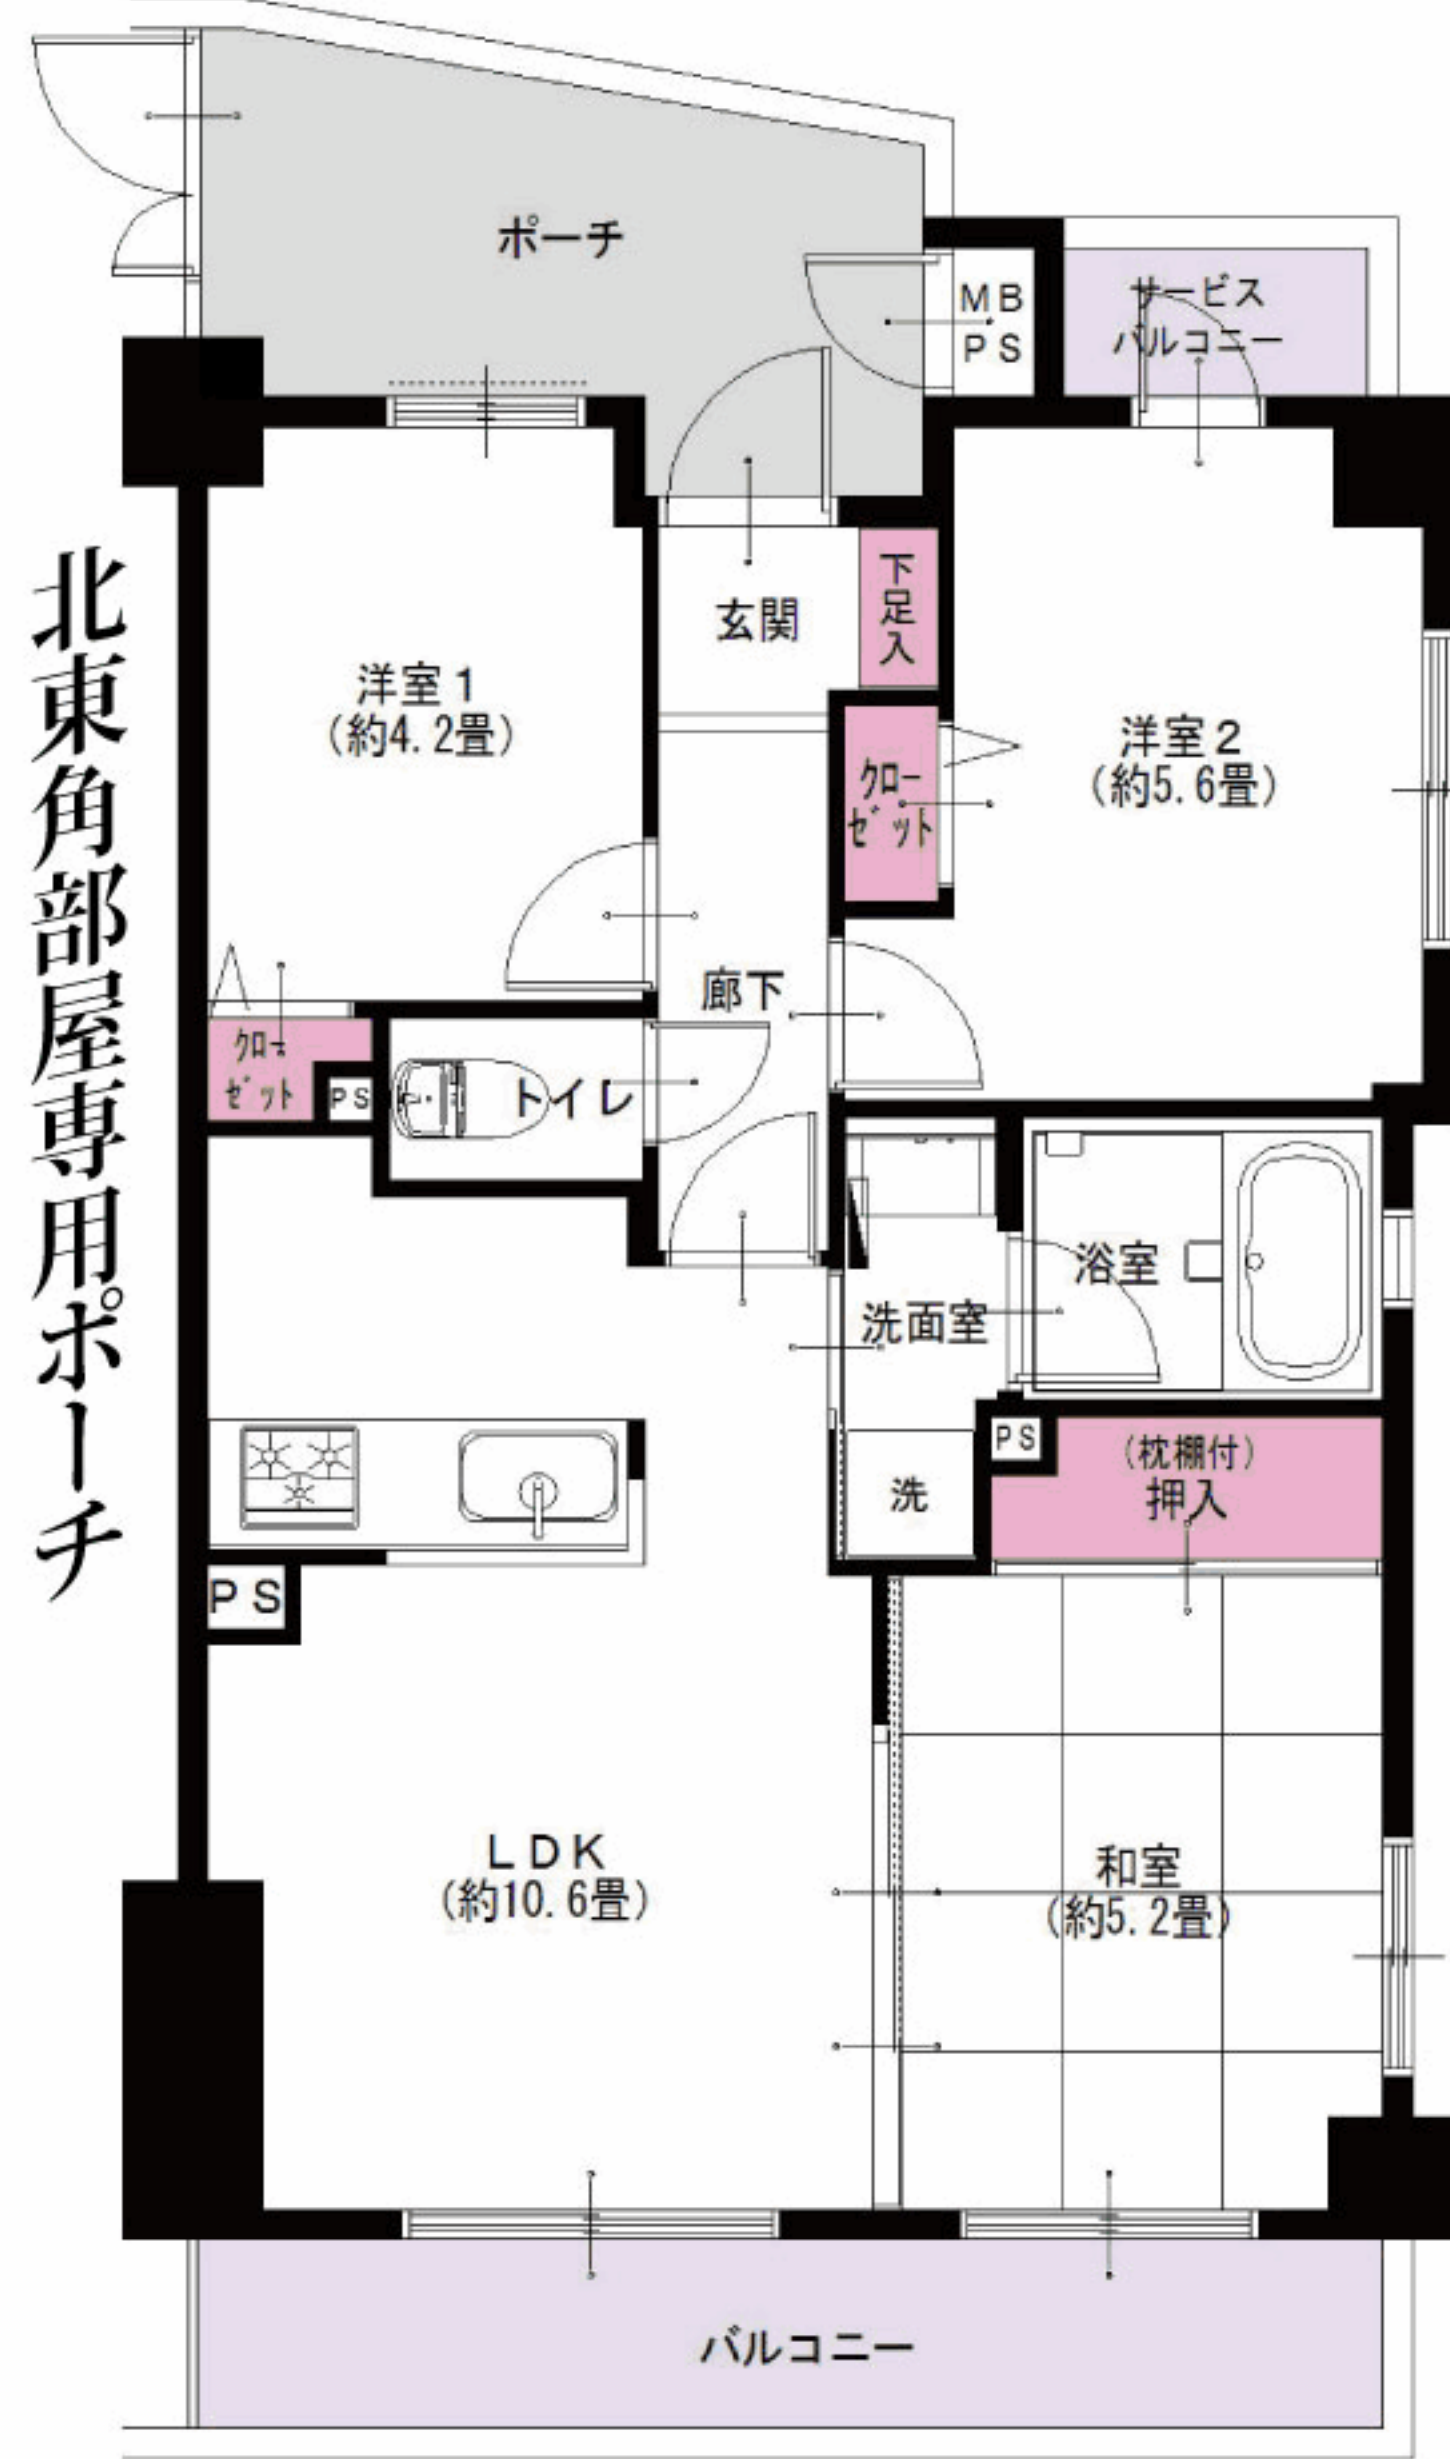 北東角部屋専用ポーチ
ポーチ
ＭＢ
ＰＳ
サービス
バルコニー
玄関
下足入
洋室１
(約4.2畳)
クロー
ゼット
洋室２
(約5.6畳)
廊下
クロー
ゼット
ＰＳ
トイレ
浴室
洗面室
ＰＳ
(枕棚付)
押入
洗
ＰＳ
ＬＤＫ
(約10.6畳)
和室
(約5.2畳)
バルコニー